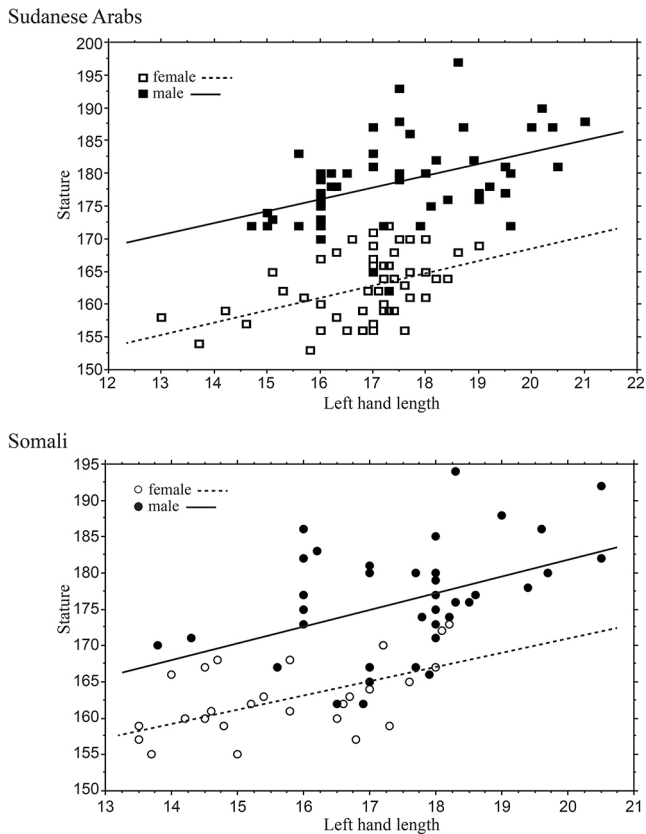 Sudanese Arabs
200
195
190
185
180
175
170
165
160
155
150
Stature
female
male
12 13 14 15 16 17 18 19 20 21 22
Left hand length
Somali
195
190
185
180
175
170
165
160
155
150
Stature
female
male
13 14 15 16 17 18 19 20 21
Left hand length